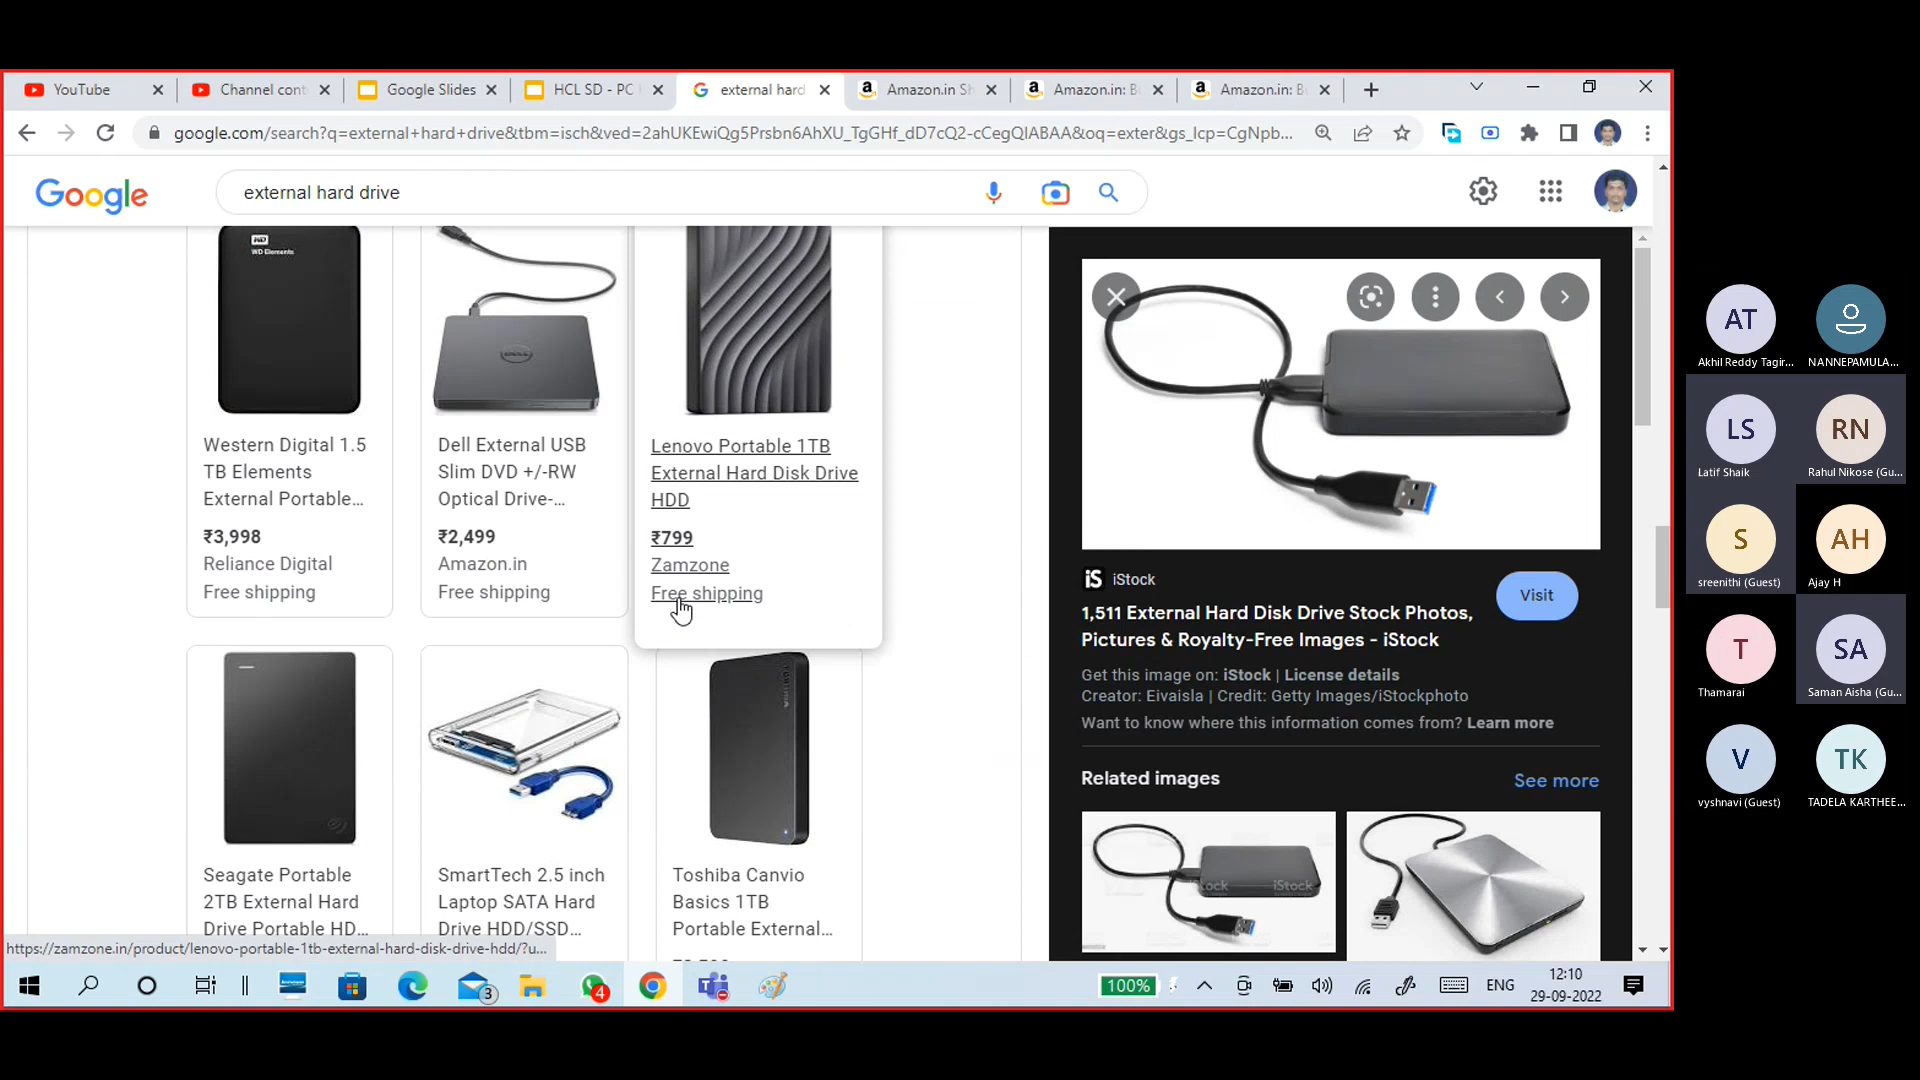 YouTube
Channel cont
Google Slides
HCL SD - PC
external hard
Amazon.in Sh
Amazon.in: B
Amazon.in: B
google.com/search?q=external+hard+drive&tbm=isch&ved=2ahUKEwiQg5Prsbn6AhXU_TgGHf_dD7cQ2-cCegQIABAA&oq=exter&gs_lcp=CgNpb...
Google
external hard drive
WD
WD Elements
DELL
Western Digital 1.5
TB Elements
External Portable...
₹3,998
Reliance Digital
Free shipping
Dell External USB
Slim DVD +/-RW
Optical Drive-...
₹2,499
Amazon.in
Free shipping
Lenovo Portable 1TB
External Hard Disk Drive
HDD
₹799
Zamzone
Free shipping
TOSHIBA
Seagate Portable
2TB External Hard
Drive Portable HD...
SmartTech 2.5 inch
Laptop SATA Hard
Drive HDD/SSD...
Toshiba Canvio
Basics 1TB
Portable External...
iS iStock
Visit
1,511 External Hard Disk Drive Stock Photos,
Pictures & Royalty-Free Images - iStock
Get this image on: iStock | License details
Creator: Eivaisla | Credit: Getty Images/iStockphoto
Want to know where this information comes from? Learn more
Related images
See more
iStock
https://zamzone.in/product/lenovo-portable-1tb-external-hard-disk-drive-hdd/?u...
3
4
100%
ENG
12:10
29-09-2022
AT
Akhil Reddy Tagir...
NANNEPAMULA...
LS
Latif Shaik
RN
Rahul Nikose (Gu...
S
sreenithi (Guest)
AH
Ajay H
T
Thamarai
SA
Saman Aisha (Gu...
V
vyshnavi (Guest)
TK
TADELA KARTHEE...